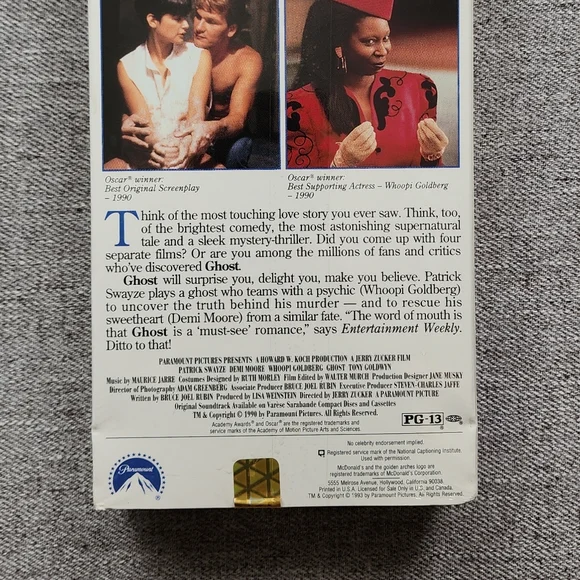 Oscar® winner:
Best Original Screenplay
– 1990
Oscar® winner:
Best Supporting Actress – Whoopi Goldberg –
1990
Think of the most touching love story you ever saw. Think, too,
of the brightest comedy, the most astonishing supernatural
tale and a sleek mystery-thriller. Did you come up with four
separate films? Or are you among the millions of fans and critics
who've discovered Ghost.
Ghost will surprise you, delight you, make you believe. Patrick
Swayze plays a ghost who teams with a psychic (Whoopi Goldberg)
to uncover the truth behind his murder — and to rescue his
sweetheart (Demi Moore) from a similar fate. "The word of mouth is
that Ghost is a 'must-see' romance," says Entertainment Weekly.
Ditto to that!
PARAMOUNT PICTURES PRESENTS A HOWARD W. KOCH PRODUCTION A JERRY ZUCKER FILM
PATRICK SWAYZE DEMI MOORE WHOOPI GOLDBERG GHOST TONY GOLDWYN
Music by MAURICE JARRE Costumes Designed by RUTH MORLEY Film Edited by WALTER MURCH Production Designer JANE MUSKY
Director of Photography ADAM GREENBERG Associate Producer BRUCE JOEL RUBIN Executive Producer STEVEN-CHARLES JAFFE
Written by BRUCE JOEL RUBIN Produced by LISA WEINSTEIN Directed by JERRY ZUCKER A PARAMOUNT PICTURE
Original Soundtrack Available on Varese Sarabande Compact Discs and Cassettes
TM & Copyright © 1990 by Paramount Pictures. All Rights Reserved.
Academy Awards® and Oscar® are the registered trademarks and
service marks of the Academy of Motion Picture Arts and Sciences.
PG-13
No celebrity endorsement implied.
Registered service mark of the National Captioning Institute
Used with permission.
McDonald's and the golden arches logo are
registered trademarks of McDonald's Corporation.
5555 Melrose Avenue, Hollywood, California 90038
Printed in U.S.A. Licensed for Sale Only in U.S. and Canada.
TM & Copyright © 1993 by Paramount Pictures. All Rights Reserved.
Paramount